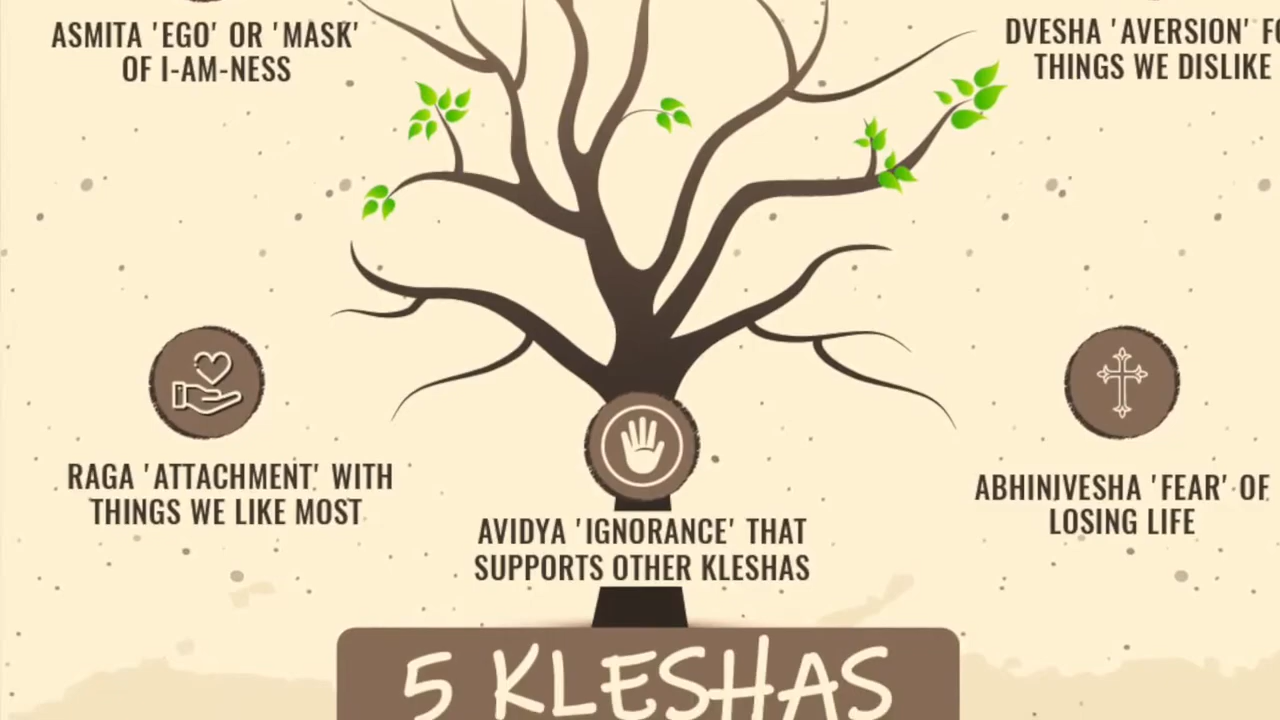 ASMITA 'EGO' OR 'MASK'
OF I-AM-NESS
DVESHA 'AVERSION'
THINGS WE DISLIKE
RAGA 'ATTACHMENT' WITH
THINGS WE LIKE MOST
ABHINIVESHA 'FEAR' OF
LOSING LIFE
AVIDYA 'IGNORANCE' THAT
SUPPORTS OTHER KLESHAS
5 KLESHAS